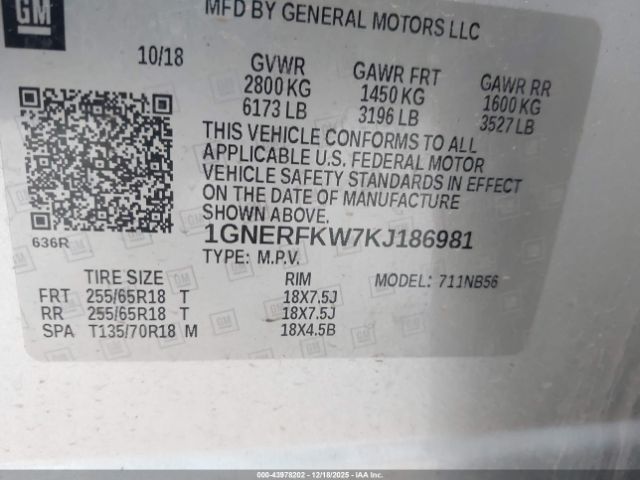 GM
MFD BY GENERAL MOTORS LLC
10/18 GVWR GAWR FRT GAWR RR
2800 KG 1450 KG 1600 KG
6173 LB 3196 LB 3527 LB
THIS VEHICLE CONFORMS TO ALL
APPLICABLE U.S. FEDERAL MOTOR
VEHICLE SAFETY STANDARDS IN EFFECT
ON THE DATE OF MANUFACTURE
SHOWN ABOVE.
636R
1GNERFKW7KJ186981
TYPE: M.P.V.
MODEL: 711NB56
TIRE SIZE RIM
FRT 255/65R18 T 18X7.5J
RR 255/65R18 T 18X7.5J
SPA T135/70R18 M 18X4.5B
000-43978202 - 12/18/2025 - IAA, INC.